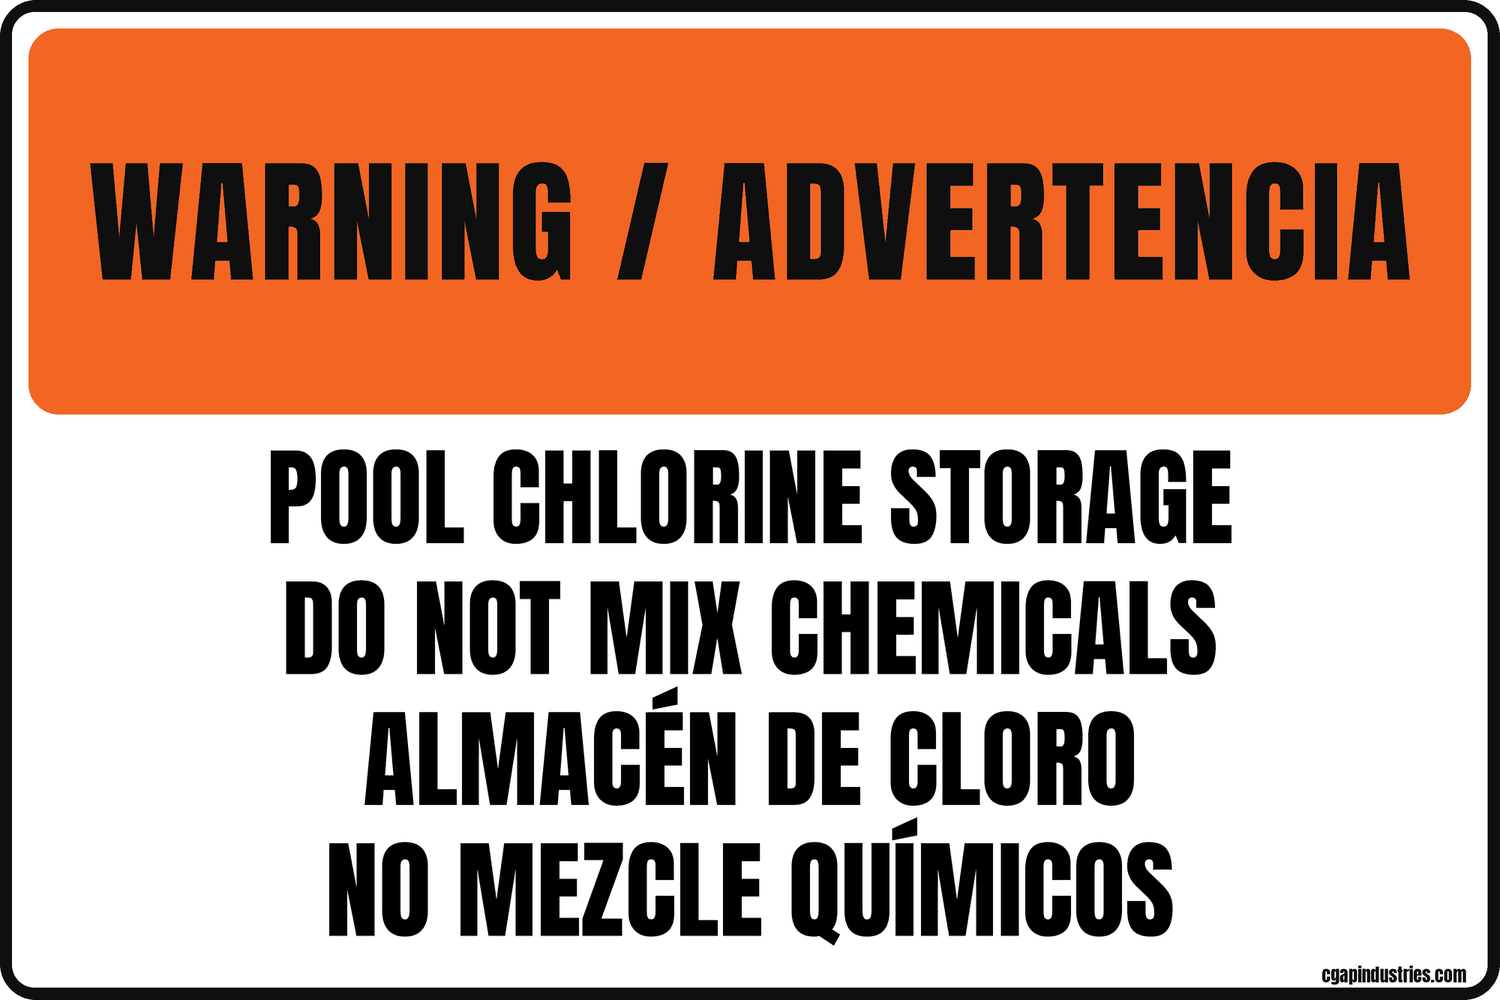 WARNING / ADVERTENCIA
POOL CHLORINE STORAGE
DO NOT MIX CHEMICALS
ALMACÉN DE CLORO
NO MEZCLE QUÍMICOS
cgapindustries.com